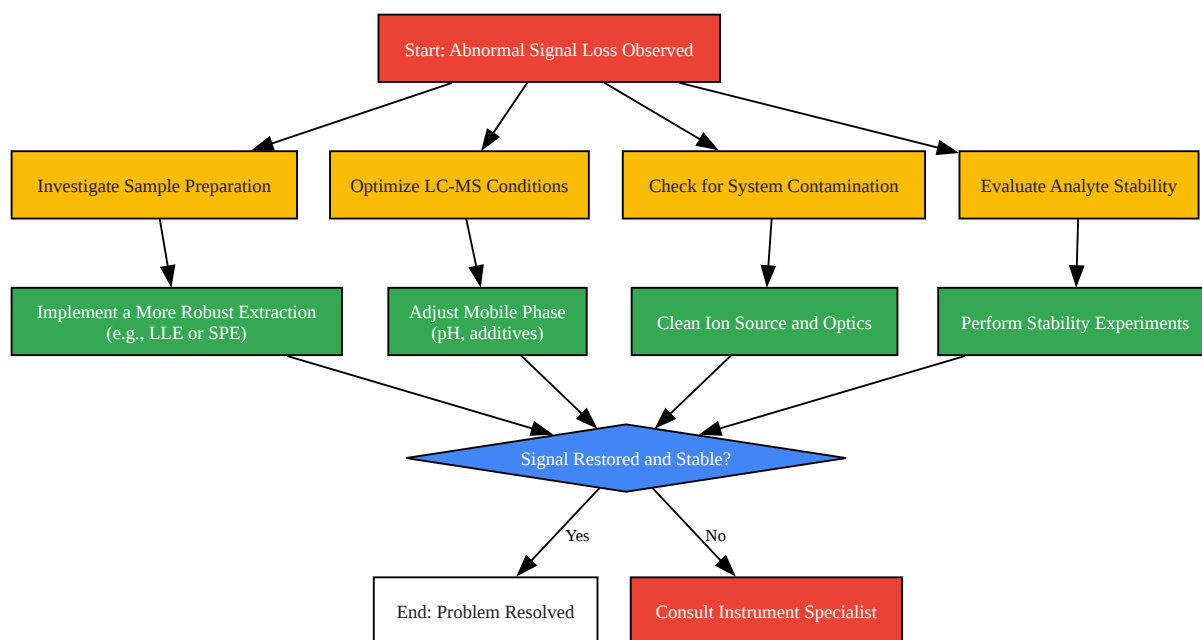 Start: Abnormal Signal Loss Observed
Investigate Sample Preparation
Optimize LC-MS Conditions
Check for System Contamination
Evaluate Analyte Stability
Implement a More Robust Extraction
(e.g., LLE or SPE)
Adjust Mobile Phase
(pH, additives)
Clean Ion Source and Optics
Perform Stability Experiments
Signal Restored and Stable?
Yes
No
End: Problem Resolved
Consult Instrument Specialist